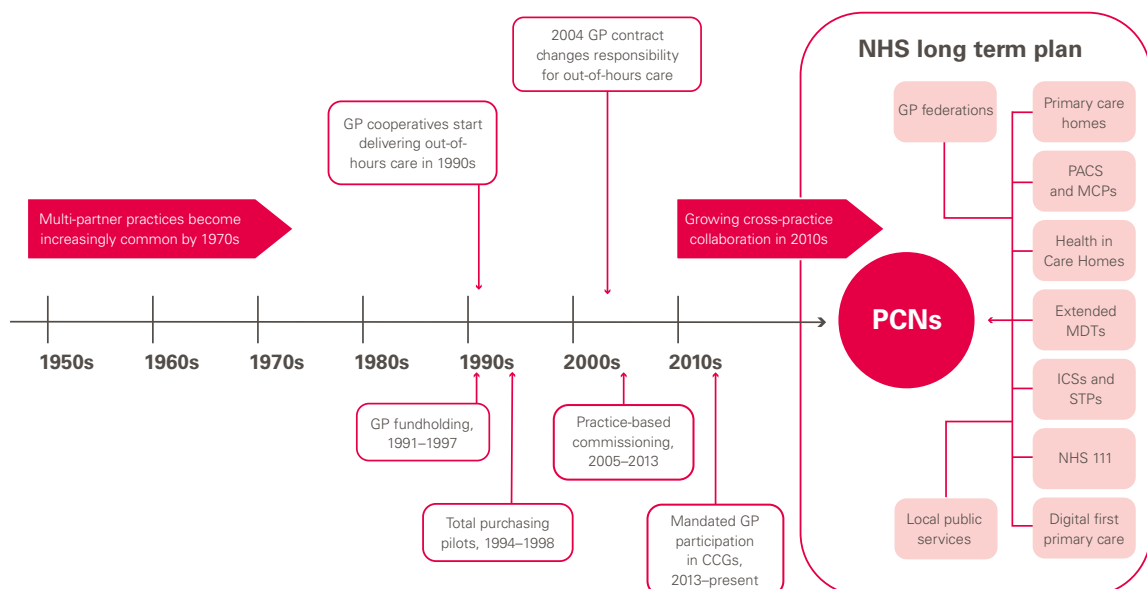 2004 GP contract
changes responsibility
for out-of-hours care
GP cooperatives start
delivering out-of-
hours care in 1990s
Multi-partner practices become
increasingly common by 1970s
Growing cross-practice
collaboration in 2010s
1950s
1960s
1970s
1980s
1990s
2000s
2010s
GP fundholding,
1991–1997
Practice-based
commissioning,
2005–2013
Total purchasing
pilots, 1994–1998
Mandated GP
participation
in CCGs,
2013–present
NHS long term plan
PCNs
GP federations
Local public
services
Primary care
homes
PACS
and MCPs
Health in
Care Homes
Extended
MDTs
ICSs and
STPs
NHS 111
Digital first
primary care